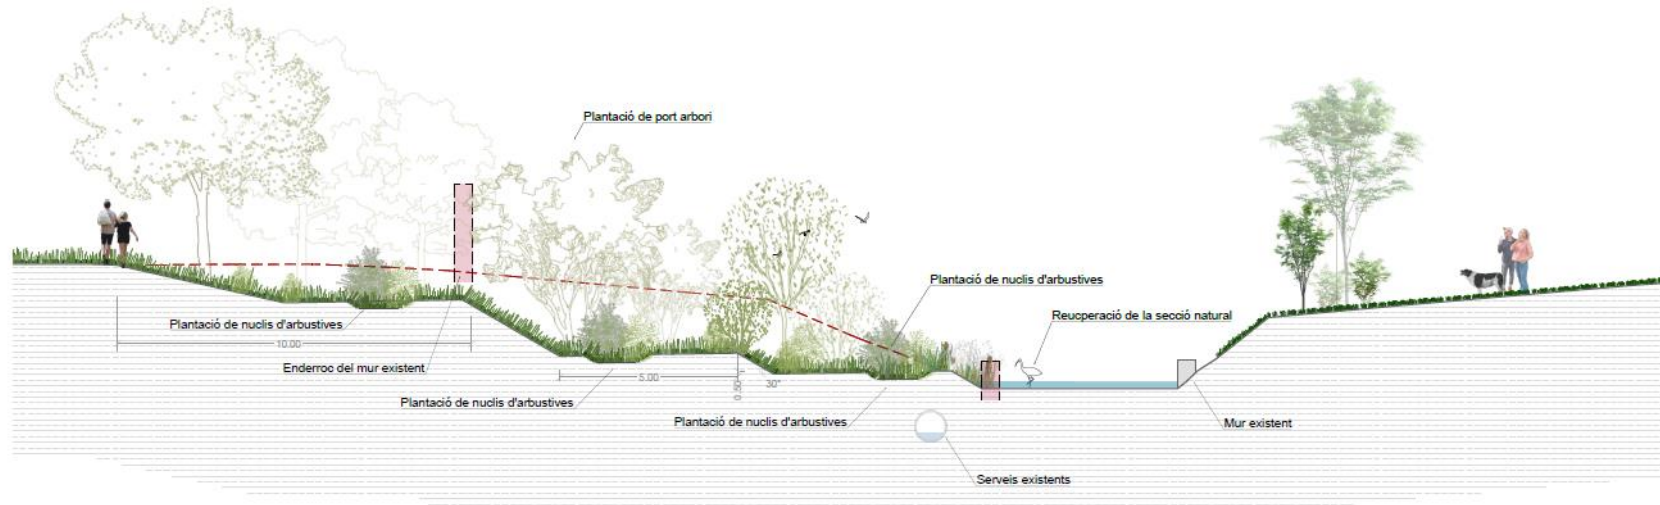 Plantació de port arbori
Plantació de nuclis d'arbustives
Reucperació de la secció natural
Plantació de nuclis d'arbustives
10.00
Enderroc del mur existent
5.00
0.50
30°
Plantació de nuclis d'arbustives
Plantació de nuclis d'arbustives
Mur existent
Serveis existents